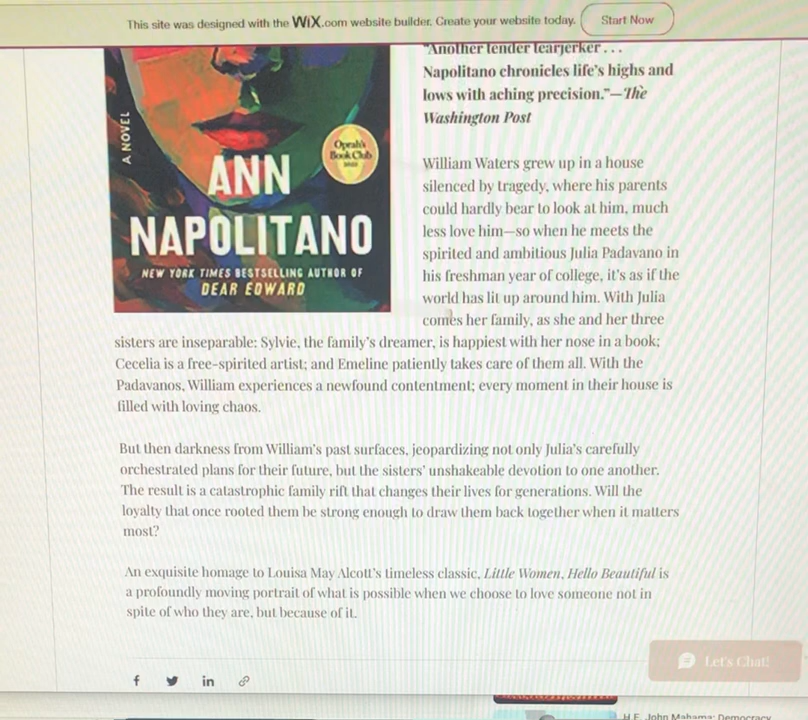 This site was designed with the WiX.com website builder. Create your website today.
Start Now
A NOVEL
Oprah's
Book Club
ANN
NAPOLITANO
NEW YORK TIMES BESTSELLING AUTHOR OF
DEAR EDWARD
"Another tender tearjerker . . .
Napolitano chronicles life's highs and
lows with aching precision."—The
Washington Post
William Waters grew up in a house
silenced by tragedy, where his parents
could hardly bear to look at him, much
less love him—so when he meets the
spirited and ambitious Julia Padavano in
his freshman year of college, it's as if the
world has lit up around him. With Julia
comes her family, as she and her three
sisters are inseparable: Sylvie, the family's dreamer, is happiest with her nose in a book;
Cecelia is a free-spirited artist; and Emeline patiently takes care of them all. With the
Padavanos, William experiences a newfound contentment; every moment in their house is
filled with loving chaos.
But then darkness from William's past surfaces, jeopardizing not only Julia's carefully
orchestrated plans for their future, but the sisters' unshakeable devotion to one another.
The result is a catastrophic family rift that changes their lives for generations. Will the
loyalty that once rooted them be strong enough to draw them back together when it matters
most?
An exquisite homage to Louisa May Alcott's timeless classic, Little Women, Hello Beautiful is
a profoundly moving portrait of what is possible when we choose to love someone not in
spite of who they are, but because of it.
Let's Chat!
H.E. John Mahama: Democracy